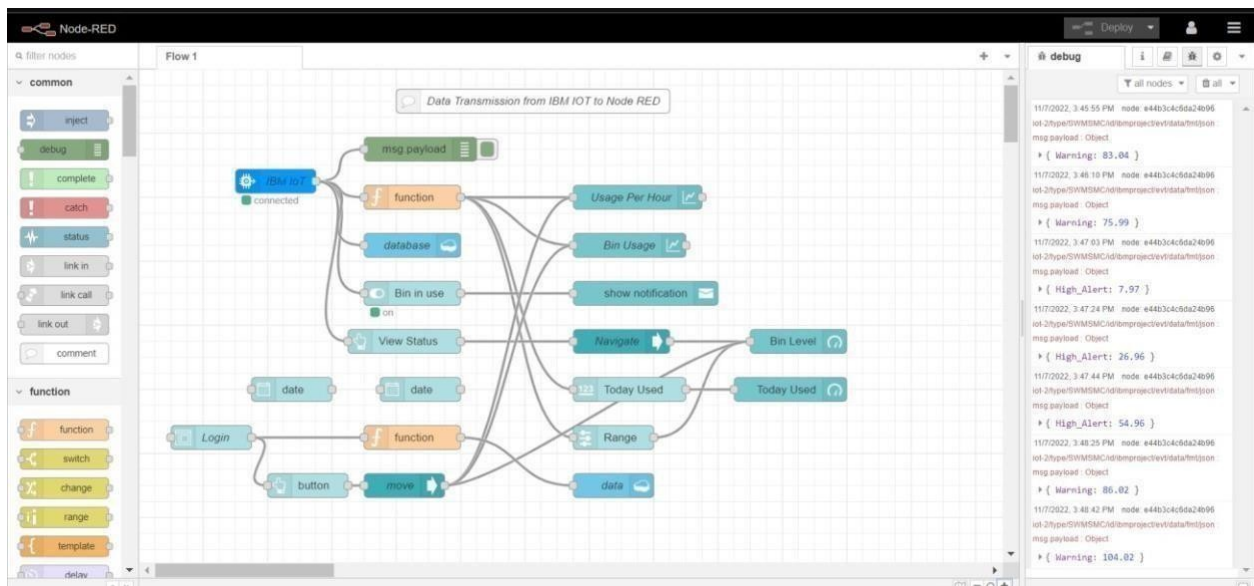 Node-RED
Deploy
filter nodes
Flow 1
debug
i
all nodes
all
common
inject
debug
complete
catch
status
link in
link call
link out
comment
function
function
switch
change
range
template
delay
Data Transmission from IBM IOT to Node RED
msg.payload
IBM IoT
connected
function
Usage Per Hour
database
Bin Usage
Bin in use
on
show notification
View Status
Navigate
Bin Level
date
date
Today Used
Today Used
Login
function
Range
button
move
data
11/7/2022, 3:45:55 PM node: e44b3c4c6da24b96
iot-2/type/SWMSMC/id/ibmproject/evt/data/fmt/json :
msg.payload : Object
{ Warning: 83.04 }
11/7/2022, 3:46:10 PM node: e44b3c4c6da24b96
iot-2/type/SWMSMC/id/ibmproject/evt/data/fmt/json :
msg.payload : Object
{ Warning: 75.99 }
11/7/2022, 3:47:03 PM node: e44b3c4c6da24b96
iot-2/type/SWMSMC/id/ibmproject/evt/data/fmt/json :
msg.payload : Object
{ High_Alert: 7.97 }
11/7/2022, 3:47:24 PM node: e44b3c4c6da24b96
iot-2/type/SWMSMC/id/ibmproject/evt/data/fmt/json :
msg.payload : Object
{ High_Alert: 26.96 }
11/7/2022, 3:47:44 PM node: e44b3c4c6da24b96
iot-2/type/SWMSMC/id/ibmproject/evt/data/fmt/json :
msg.payload : Object
{ High_Alert: 54.96 }
11/7/2022, 3:48:25 PM node: e44b3c4c6da24b96
iot-2/type/SWMSMC/id/ibmproject/evt/data/fmt/json :
msg.payload : Object
{ Warning: 86.02 }
11/7/2022, 3:48:42 PM node: e44b3c4c6da24b96
iot-2/type/SWMSMC/id/ibmproject/evt/data/fmt/json :
msg.payload : Object
{ Warning: 104.02 }